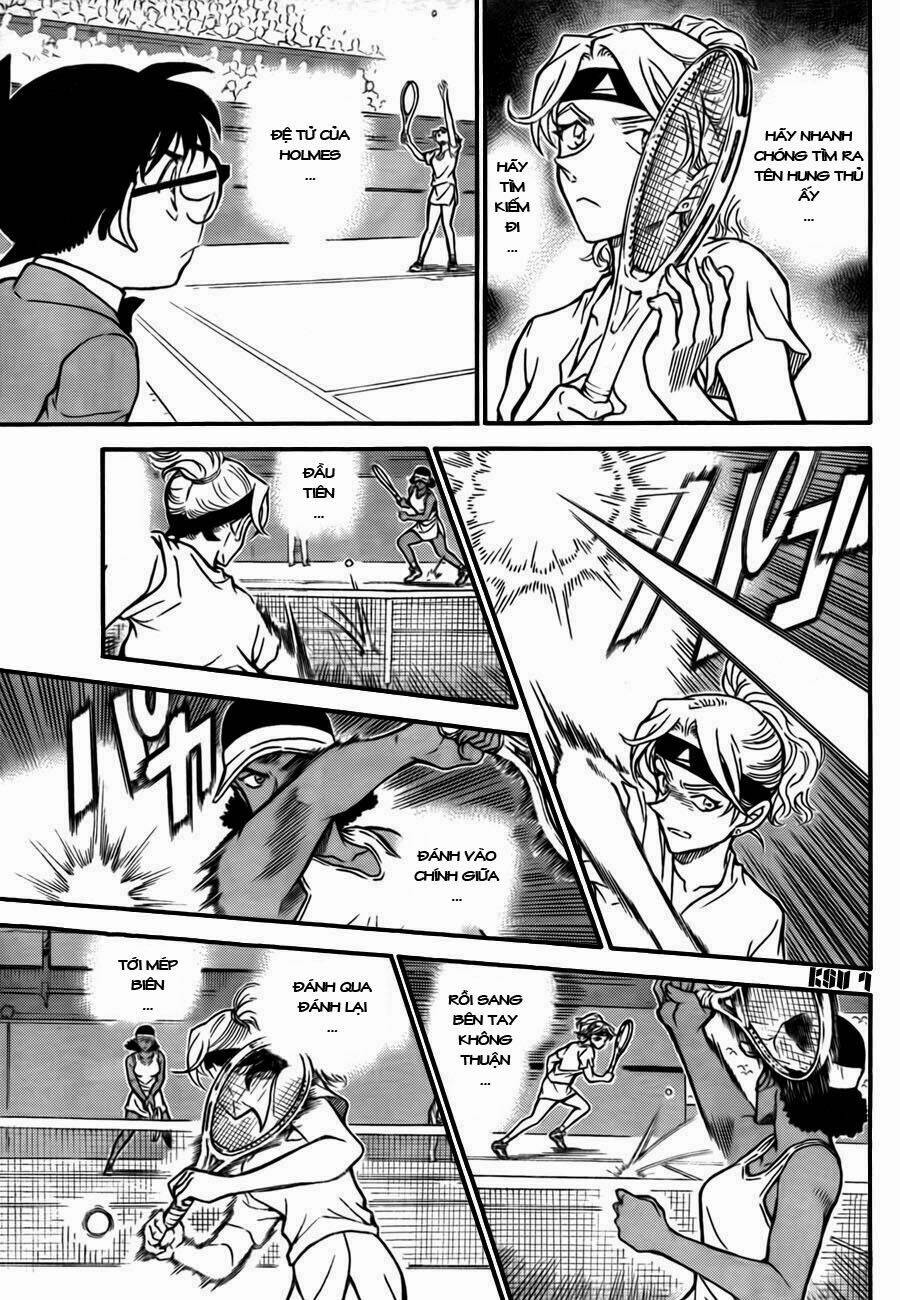 HÃY NHANH
CHÓNG TÌM RA
TÊN HUNG THỦ
ẤY
...
HÃY
TÌM
KIẾM
ĐI
...
ĐỆ TỬ CỦA
HOLMES
...
ĐẦU
TIÊN
...
ĐÁNH VÀO
CHÍNH GIỮA
...
RỒI SANG
BÊN TAY
KHÔNG
THUẬN
...
ĐÁNH QUA
ĐÁNH LẠI
...
TỚI MÉP
BIÊN
...